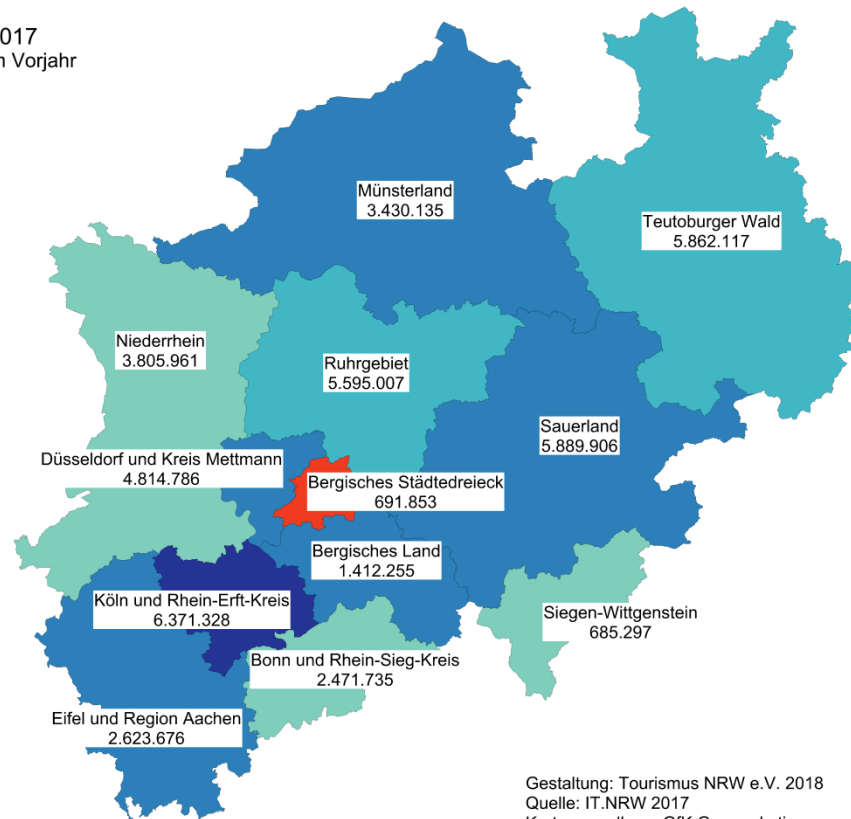 017
Vorjahr
Münsterland
3.430.135
Teutoburger Wald
5.862.117
Niederrhein
3.805.961
Ruhrgebiet
5.595.007
Sauerland
5.889.906
Düsseldorf und Kreis Mettmann
4.814.786
Bergisches Städtedreieck
691.853
Bergisches Land
1.412.255
Köln und Rhein-Erft-Kreis
6.371.328
Siegen-Wittgenstein
685.297
Bonn und Rhein-Sieg-Kreis
2.471.735
Eifel und Region Aachen
2.623.676
Gestaltung: Tourismus NRW e.V. 2018
Quelle: IT.NRW 2017